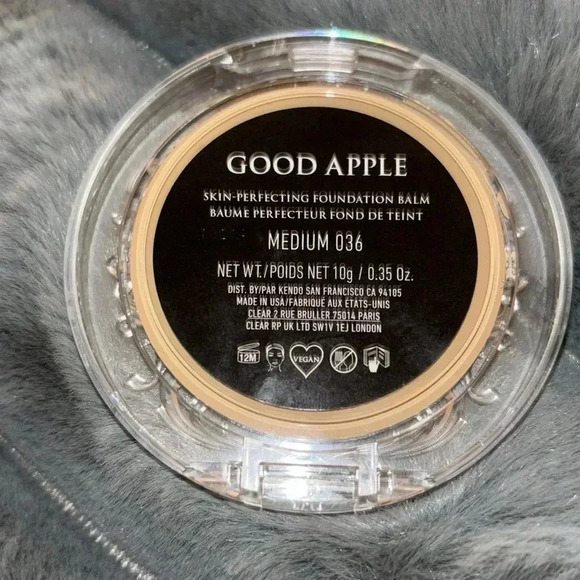 GOOD APPLE
SKIN-PERFECTING FOUNDATION BALM
BAUME PERFECTEUR FOND DE TEINT
MEDIUM 036
NET WT./POIDS NET 10g / 0.35 Oz.
DIST. BY/PAR KENDO SAN FRANCISCO CA 94105
MADE IN USA/FABRIQUÉ AUX ÉTATS-UNIS
CLEAR 2 RUE BRULLER 75014 PARIS
CLEAR RP UK LTD SW1V 1EJ LONDON
12M VEGAN